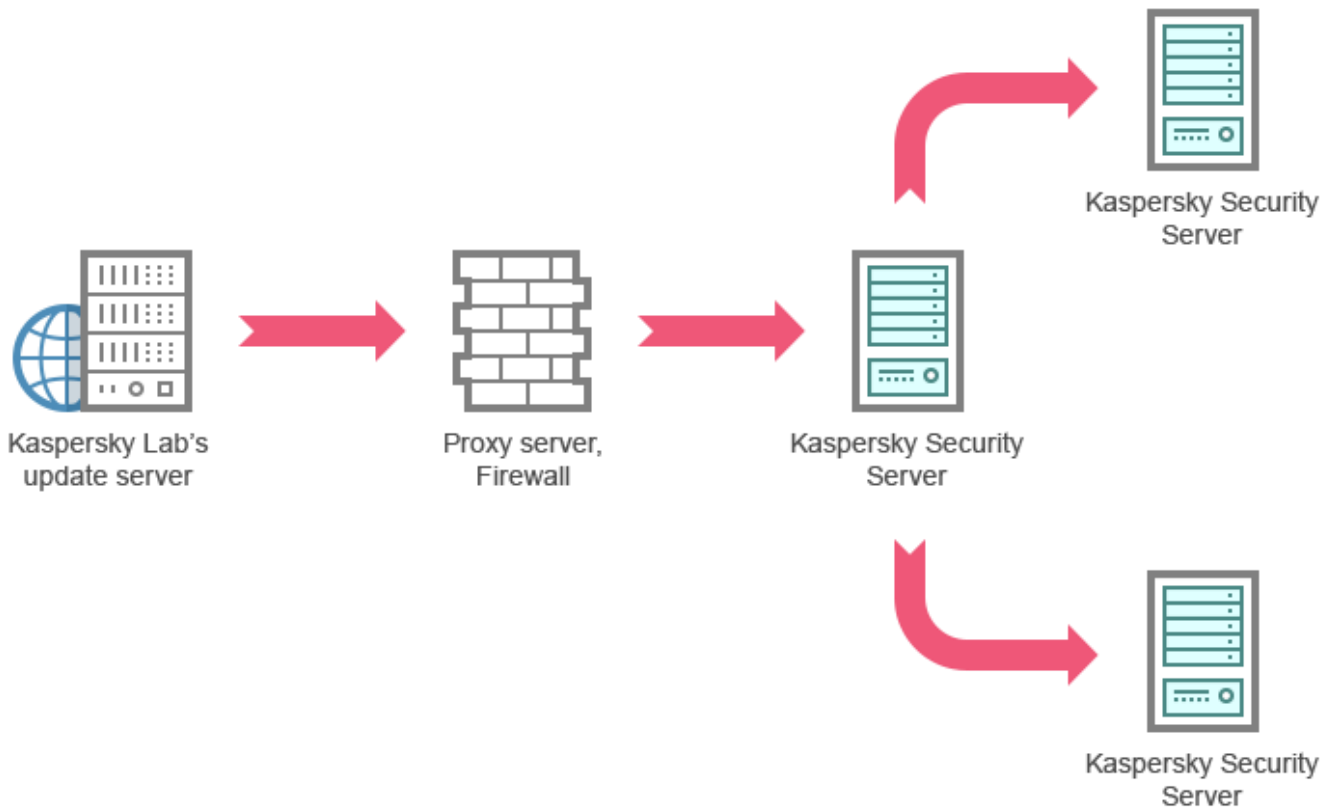 Kaspersky Security
Server
Kaspersky Lab's
update server
Proxy server,
Firewall
Kaspersky Security
Server
Kaspersky Security
Server